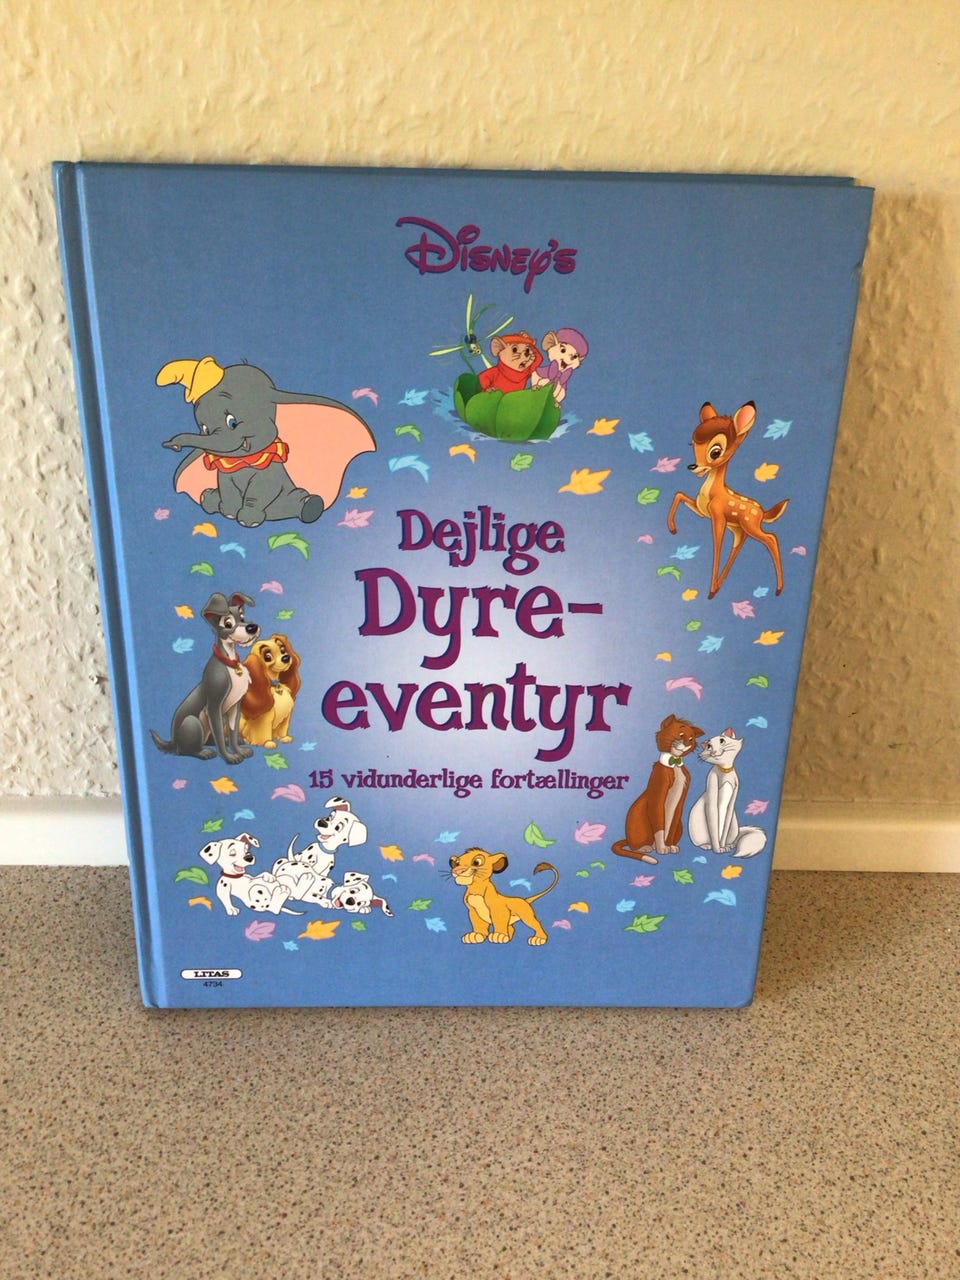 Disney's
Dejlige
Dyre-
eventyr
15 vidunderlige fortællinger
LITAS
4734